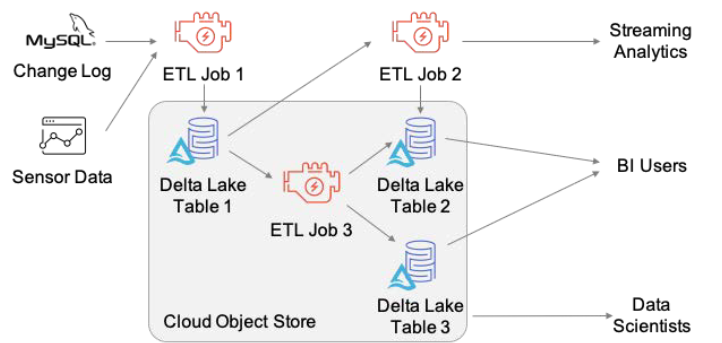 MySQL
Change Log
ETL Job 1
ETL Job 2
Streaming
Analytics
Sensor Data
Delta Lake
Table 1
ETL Job 3
Delta Lake
Table 2
BI Users
Delta Lake
Table 3
Cloud Object Store
Data
Scientists